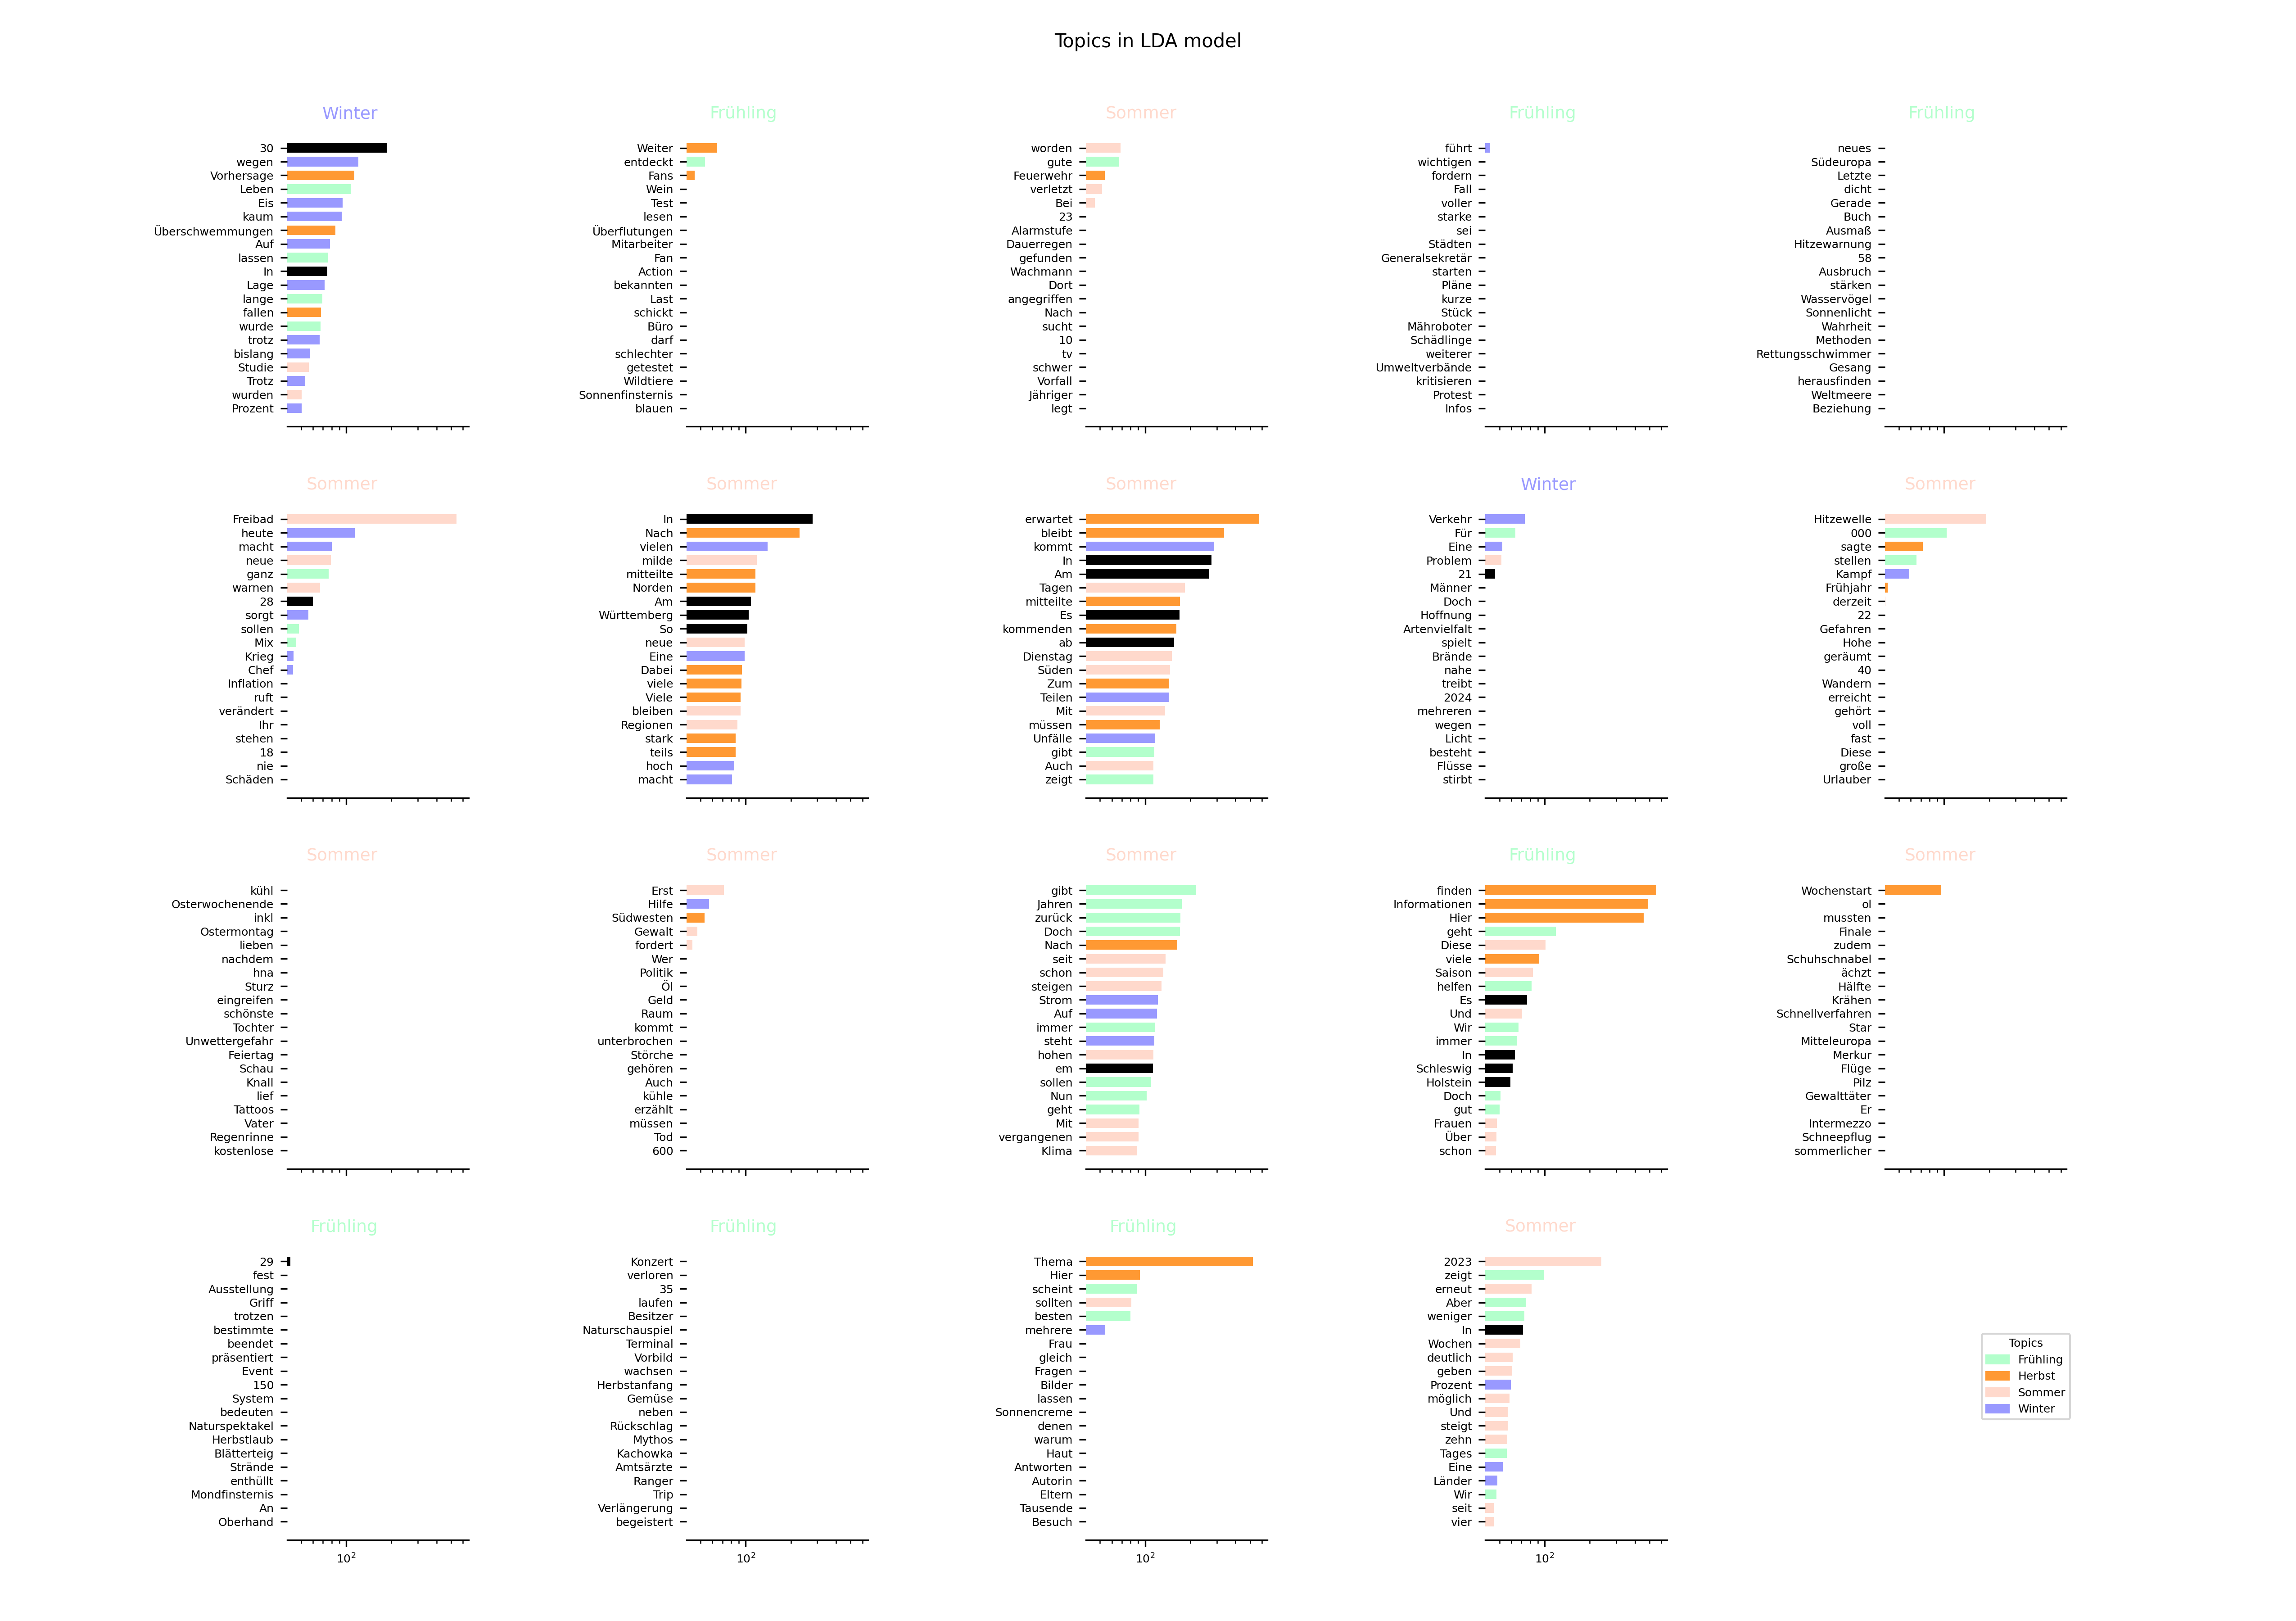 Topics in LDA model
Winter
30
wegen
Vorhersage
Leben
Eis
kaum
Überschwemmungen
Auf
lassen
In
Lage
lange
fallen
wurde
trotz
bislang
Studie
Trotz
wurden
Prozent
Frühling
Weiter
entdeckt
Fans
Wein
Test
lesen
Überflutungen
Mitarbeiter
Fan
Action
bekannten
Last
schickt
Büro
darf
schlechter
getestet
Wildtiere
Sonnenfinsternis
blauen
Sommer
worden
gute
Feuerwehr
verletzt
Bei
23
Alarmstufe
Dauerregen
gefunden
Wachmann
Dort
angegriffen
Nach
sucht
10
tv
schwer
Vorfall
Jähriger
legt
Frühling
führt
wichtigen
fordern
Fall
voller
starke
sei
Städten
Generalsekretär
starten
Pläne
kurze
Stück
Mähroboter
Schädlinge
weiterer
Umweltverbände
kritisieren
Protest
Infos
Frühling
neues
Südeuropa
Letzte
dicht
Gerade
Buch
Ausmaß
Hitzewarnung
58
Ausbruch
stärken
Wasservögel
Sonnenlicht
Wahrheit
Methoden
Rettungsschwimmer
Gesang
herausfinden
Weltmeere
Beziehung
Sommer
Freibad
heute
macht
neue
ganz
warnen
28
sorgt
sollen
Mix
Krieg
Chef
Inflation
ruft
verändert
Ihr
stehen
18
nie
Schäden
Sommer
In
Nach
vielen
milde
mitteilte
Norden
Am
Württemberg
So
neue
Eine
Dabei
viele
Viele
bleiben
Regionen
stark
teils
hoch
macht
Sommer
erwartet
bleibt
kommt
In
Am
Tagen
mitteilte
Es
kommenden
ab
Dienstag
Süden
Zum
Teilen
Mit
müssen
Unfälle
gibt
Auch
zeigt
Winter
Verkehr
Für
Eine
Problem
21
Männer
Doch
Hoffnung
Artenvielfalt
spielt
Brände
nahe
treibt
2024
mehreren
wegen
Licht
besteht
Flüsse
stirbt
Sommer
Hitzewelle
000
sagte
stellen
Kampf
Frühjahr
derzeit
22
Gefahren
Hohe
geräumt
40
Wandern
erreicht
gehört
voll
fast
Diese
große
Urlauber
Sommer
kühl
Osterwochenende
inkl
Ostermontag
lieben
nachdem
hna
Sturz
eingreifen
schönste
Tochter
Unwettergefahr
Feiertag
Schau
Knall
lief
Tattoos
Vater
Regenrinne
kostenlose
Sommer
Erst
Hilfe
Südwesten
Gewalt
fordert
Wer
Politik
Öl
Geld
Raum
kommt
unterbrochen
Störche
gehören
Auch
kühle
erzählt
müssen
Tod
600
Sommer
gibt
Jahren
zurück
Doch
Nach
seit
schon
steigen
Strom
Auf
immer
steht
hohen
em
sollen
Nun
geht
Mit
vergangenen
Klima
Frühling
finden
Informationen
Hier
geht
Diese
viele
Saison
helfen
Es
Und
Wir
immer
In
Schleswig
Holstein
Doch
gut
Frauen
Über
schon
Sommer
Wochenstart
ol
mussten
Finale
zudem
Schuhschnabel
ächzt
Hälfte
Krähen
Schnellverfahren
Star
Mitteleuropa
Merkur
Flüge
Pilz
Gewalttäter
Er
Intermezzo
Schneepflug
sommerlicher
Frühling
29
fest
Ausstellung
Griff
trotzen
bestimmte
beendet
präsentiert
Event
150
System
bedeuten
Naturspektakel
Herbstlaub
Blätterteig
Strände
enthüllt
Mondfinsternis
An
Oberhand
10²
Frühling
Konzert
verloren
35
laufen
Besitzer
Naturschauspiel
Terminal
Vorbild
wachsen
Herbstanfang
Gemüse
neben
Rückschlag
Mythos
Kachowka
Amtsärzte
Ranger
Trip
Verlängerung
begeistert
10²
Frühling
Thema
Hier
scheint
sollten
besten
mehrere
Frau
gleich
Fragen
Bilder
lassen
Sonnencreme
denen
warum
Haut
Antworten
Autorin
Eltern
Tausende
Besuch
10²
Sommer
2023
zeigt
erneut
Aber
weniger
In
Wochen
deutlich
geben
Prozent
möglich
Und
steigt
zehn
Tages
Eine
Länder
Wir
seit
vier
10²
Topics
Frühling
Herbst
Sommer
Winter